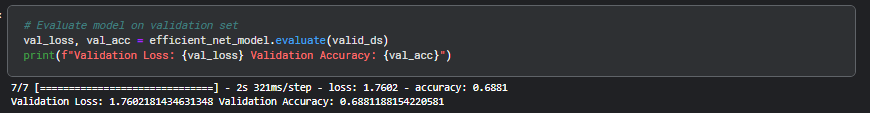 # Evaluate model on validation set
val_loss, val_acc = efficient_net_model.evaluate(valid_ds)
print(f"Validation Loss: {val_loss} Validation Accuracy: {val_acc}")
7/7 [==============================] - 2s 321ms/step - loss: 1.7602 - accuracy: 0.6881
Validation Loss: 1.7602181434631348 Validation Accuracy: 0.6881188154220581